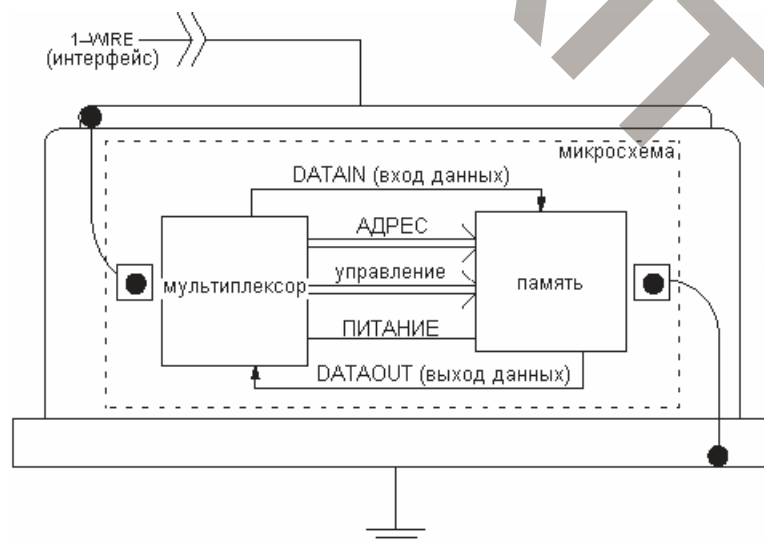 1–WIRE
(интерфейс)
микросхема
DATAIN (вход данных)
АДРЕС
управление
мультиплексор
память
ПИТАНИЕ
DATAOUT (выход данных)